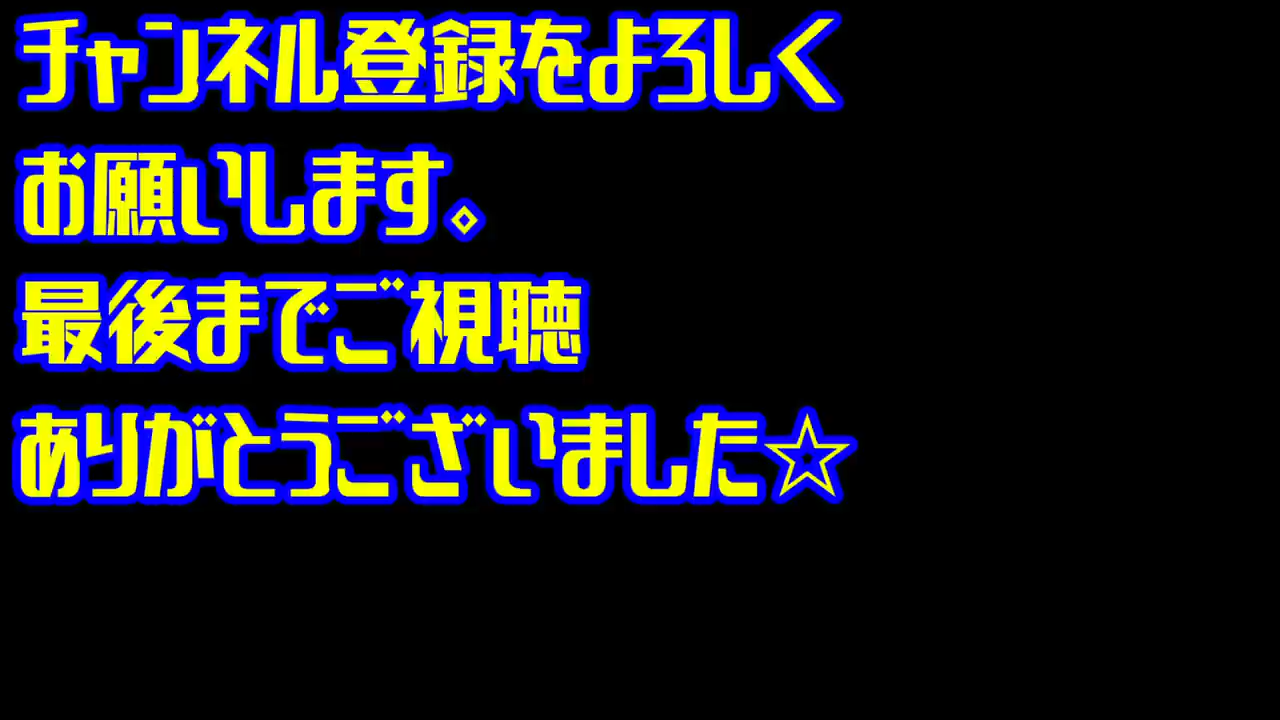 チャンネル登録をよろしく
お願いします。
最後までご視聴
ありがとうございました☆